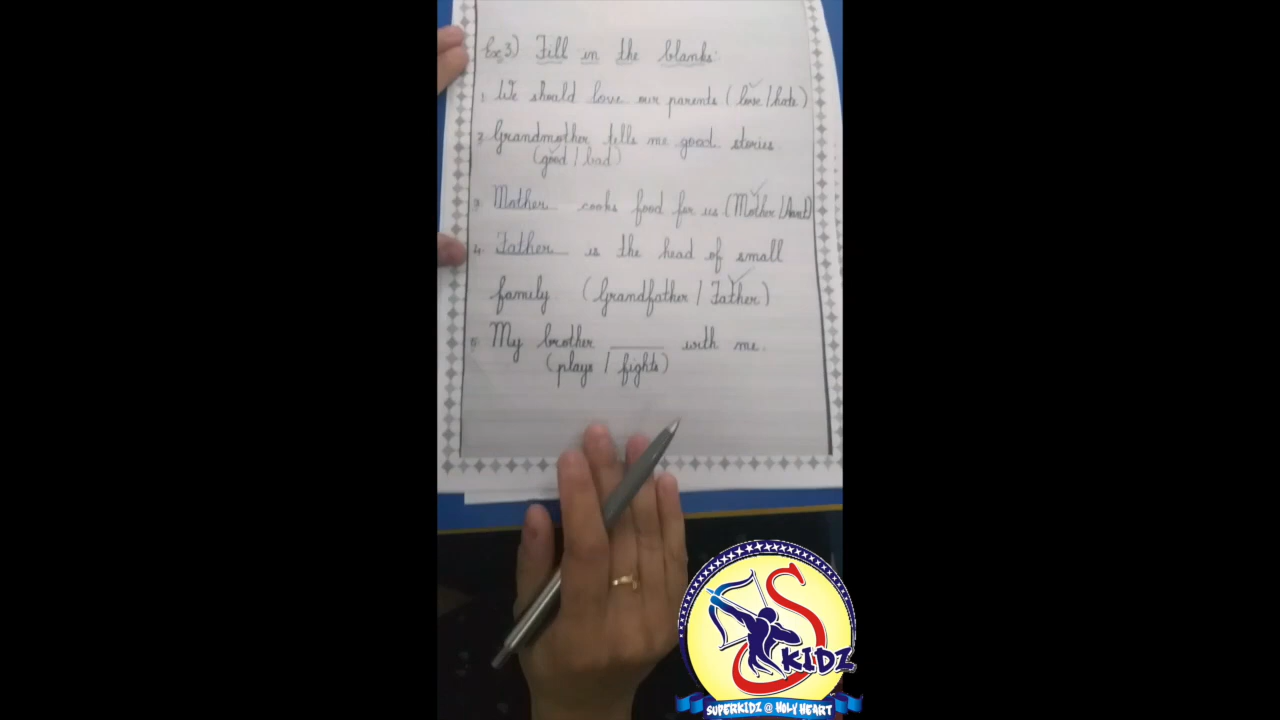 Ex 3) Fill in the blanks:
1. We should love our parents (love/hate)
2. Grandmother tells me good stories
(good / bad)
3. Mother cooks food for us. (Mother / Aunt)
4. Father is the head of small
family. (Grandfather / Father)
5. My brother ______ with me.
(plays / fights)
S
KIDZ
SUPERKIDZ @ HOLY HEART